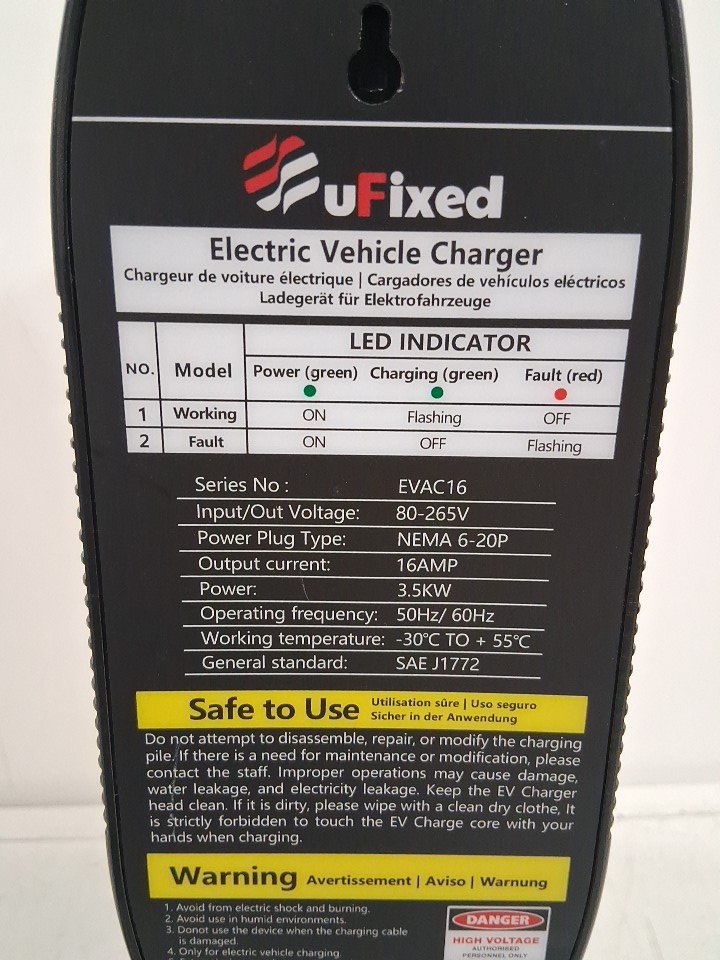 uFixed
Electric Vehicle Charger
Chargeur de voiture électrique | Cargadores de vehículos eléctricos
Ladegerät für Elektrofahrzeuge
NO. Model LED INDICATOR
Power (green) Charging (green) Fault (red)
1 Working ON Flashing OFF
2 Fault ON OFF Flashing
Series No : EVAC16
Input/Out Voltage: 80-265V
Power Plug Type: NEMA 6-20P
Output current: 16AMP
Power: 3.5KW
Operating frequency: 50Hz/ 60Hz
Working temperature: -30℃ TO + 55℃
General standard: SAE J1772
Safe to Use Utilisation sûre | Uso seguro
Sicher in der Anwendung
Do not attempt to disassemble, repair, or modify the charging
pile. If there is a need for maintenance or modification, please
contact the staff. Improper operations may cause damage,
water leakage, and electricity leakage. Keep the EV Charger
head clean. If it is dirty, please wipe with a clean dry clothe, It
is strictly forbidden to touch the EV Charge core with your
hands when charging.
Warning Avertissement | Aviso | Warnung
1. Avoid from electric shock and burning.
2. Avoid use in humid environments.
3. Donot use the device when the charging cable
is damaged.
4. Only for electric vehicle charging.
DANGER
HIGH VOLTAGE
AUTHORISED
PERSONNEL ONLY